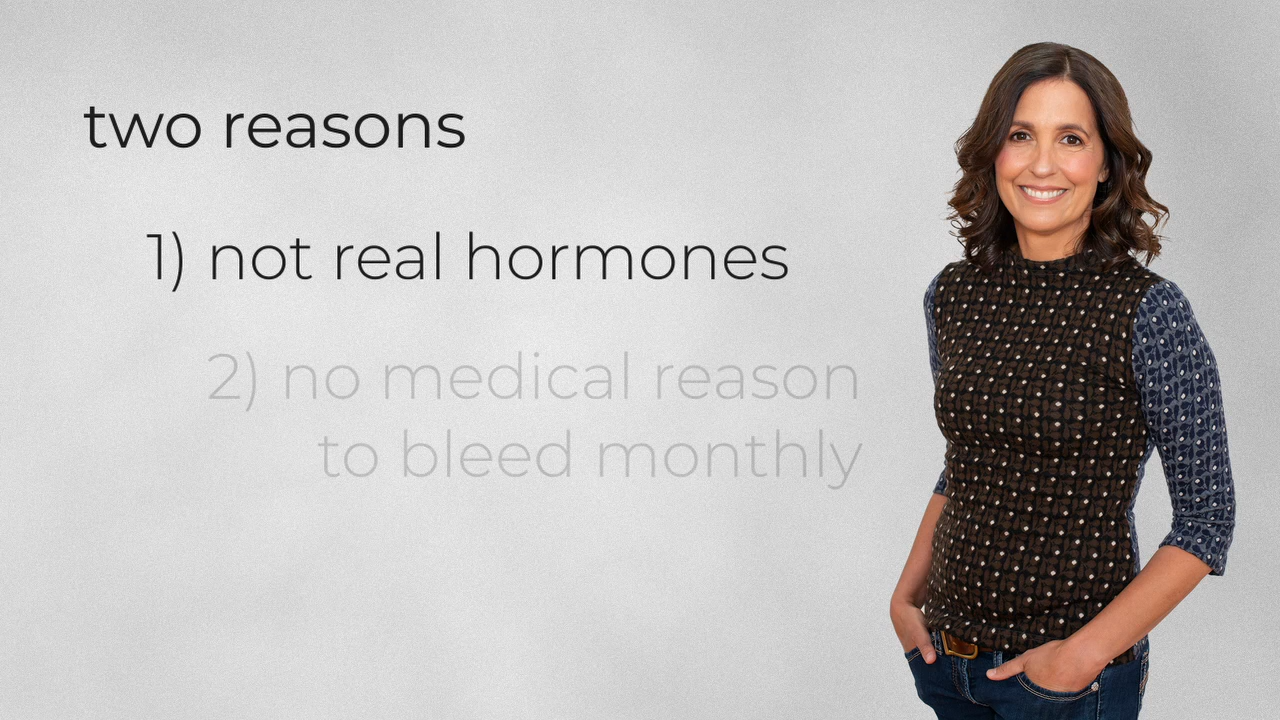 two reasons
1) not real hormones
2) no medical reason
to bleed monthly